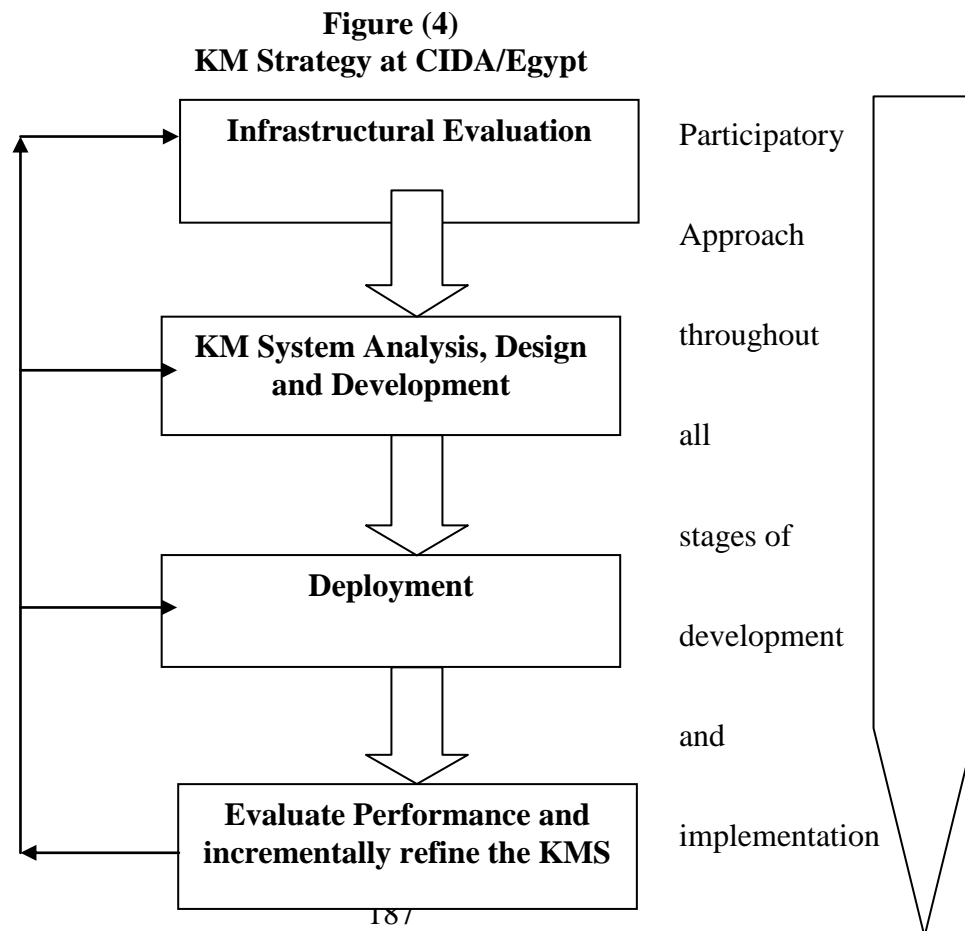 Figure (4)
KM Strategy at CIDA/Egypt
Infrastructural Evaluation
KM System Analysis, Design
and Development
Deployment
Evaluate Performance and
incrementally refine the KMS
Participatory
Approach
throughout
all
stages of
development
and
implementation
187